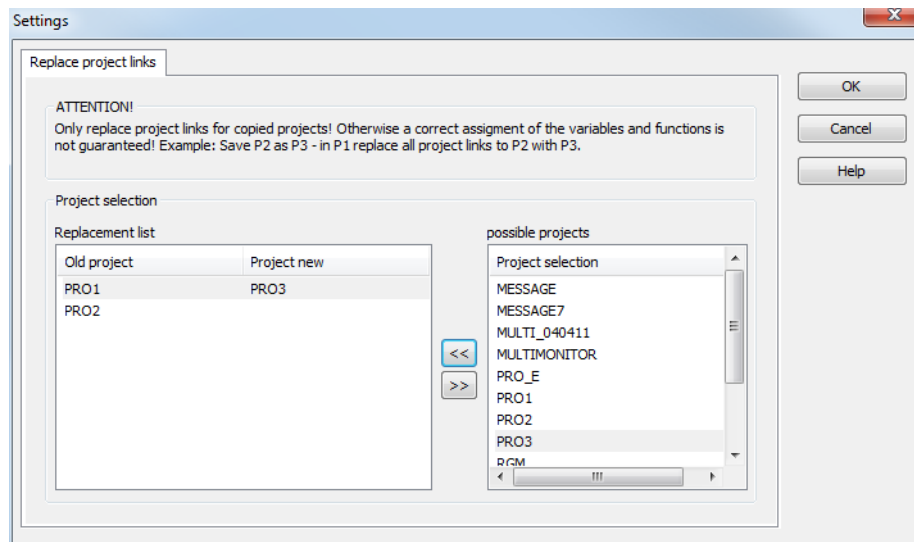 Settings
X
Replace project links
OK
Cancel
Help
ATTENTION!
Only replace project links for copied projects! Otherwise a correct assigment of the variables and functions is
not guaranteed! Example: Save P2 as P3 - in P1 replace all project links to P2 with P3.
Project selection
Replacement list
Old project Project new
PRO1 PRO3
PRO2
<<
>>
possible projects
Project selection
MESSAGE
MESSAGE7
MULTI_040411
MULTIMONITOR
PRO_E
PRO1
PRO2
PRO3
RGM